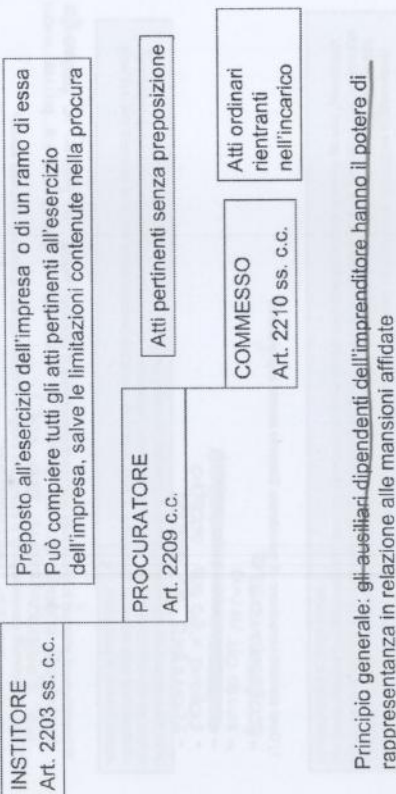 INSTITORE
Art. 2203 ss. c.c.
Preposto all'esercizio dell'impresa o di un ramo di essa
Può compiere tutti gli atti pertinenti all'esercizio
dell'impresa, salve le limitazioni contenute nella procura
PROCURATORE
Art. 2209 c.c.
Atti pertinenti senza preposizione
COMMESSO
Art. 2210 ss. c.c.
Atti ordinari
rientranti
nell'incarico
Principio generale: gli ausiliari dipendenti dell'imprenditore hanno il potere di
rappresentanza in relazione alle mansioni affidate